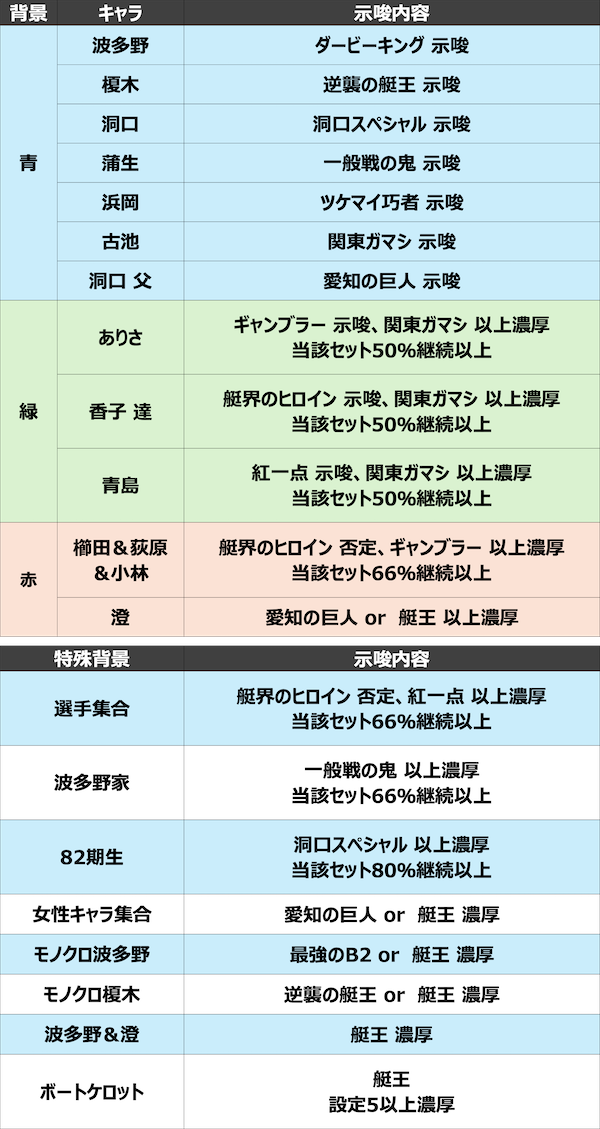 背景 キャラ 示唆内容
青
波多野 ダービーキング 示唆
榎木 逆襲の艇王 示唆
洞口 洞口スペシャル 示唆
蒲生 一般戦の鬼 示唆
浜岡 ツケマイ巧者 示唆
古池 関東ガマシ 示唆
洞口 父 愛知の巨人 示唆
緑
ありさ
ギャンブラー 示唆、関東ガマシ 以上濃厚
当該セット50%継続以上
香子 達
艇界のヒロイン 示唆、関東ガマシ 以上濃厚
当該セット50%継続以上
青島
紅一点 示唆、関東ガマシ 以上濃厚
当該セット50%継続以上
赤
櫛田&荻原
&小林
艇界のヒロイン 否定、ギャンブラー 以上濃厚
当該セット66%継続以上
澄 愛知の巨人 or 艇王 以上濃厚
特殊背景 示唆内容
選手集合
艇界のヒロイン 否定、紅一点 以上濃厚
当該セット66%継続以上
波多野家
一般戦の鬼 以上濃厚
当該セット66%継続以上
82期生
洞口スペシャル 以上濃厚
当該セット80%継続以上
女性キャラ集合 愛知の巨人 or 艇王 濃厚
モノクロ波多野 最強のB2 or 艇王 濃厚
モノクロ榎木 逆襲の艇王 or 艇王 濃厚
波多野&澄 艇王 濃厚
ボートケロット
艇王
設定5以上濃厚